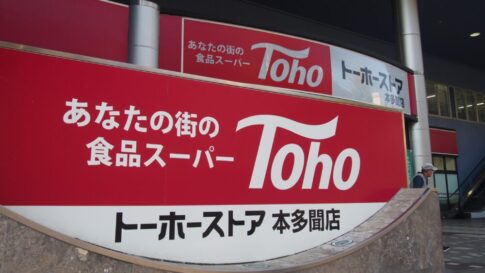 あなたの街の
食品スーパー
Toho
トーホーストア
本多聞店
あなたの街の
食品スーパー
Toho
トーホーストア 本多聞店